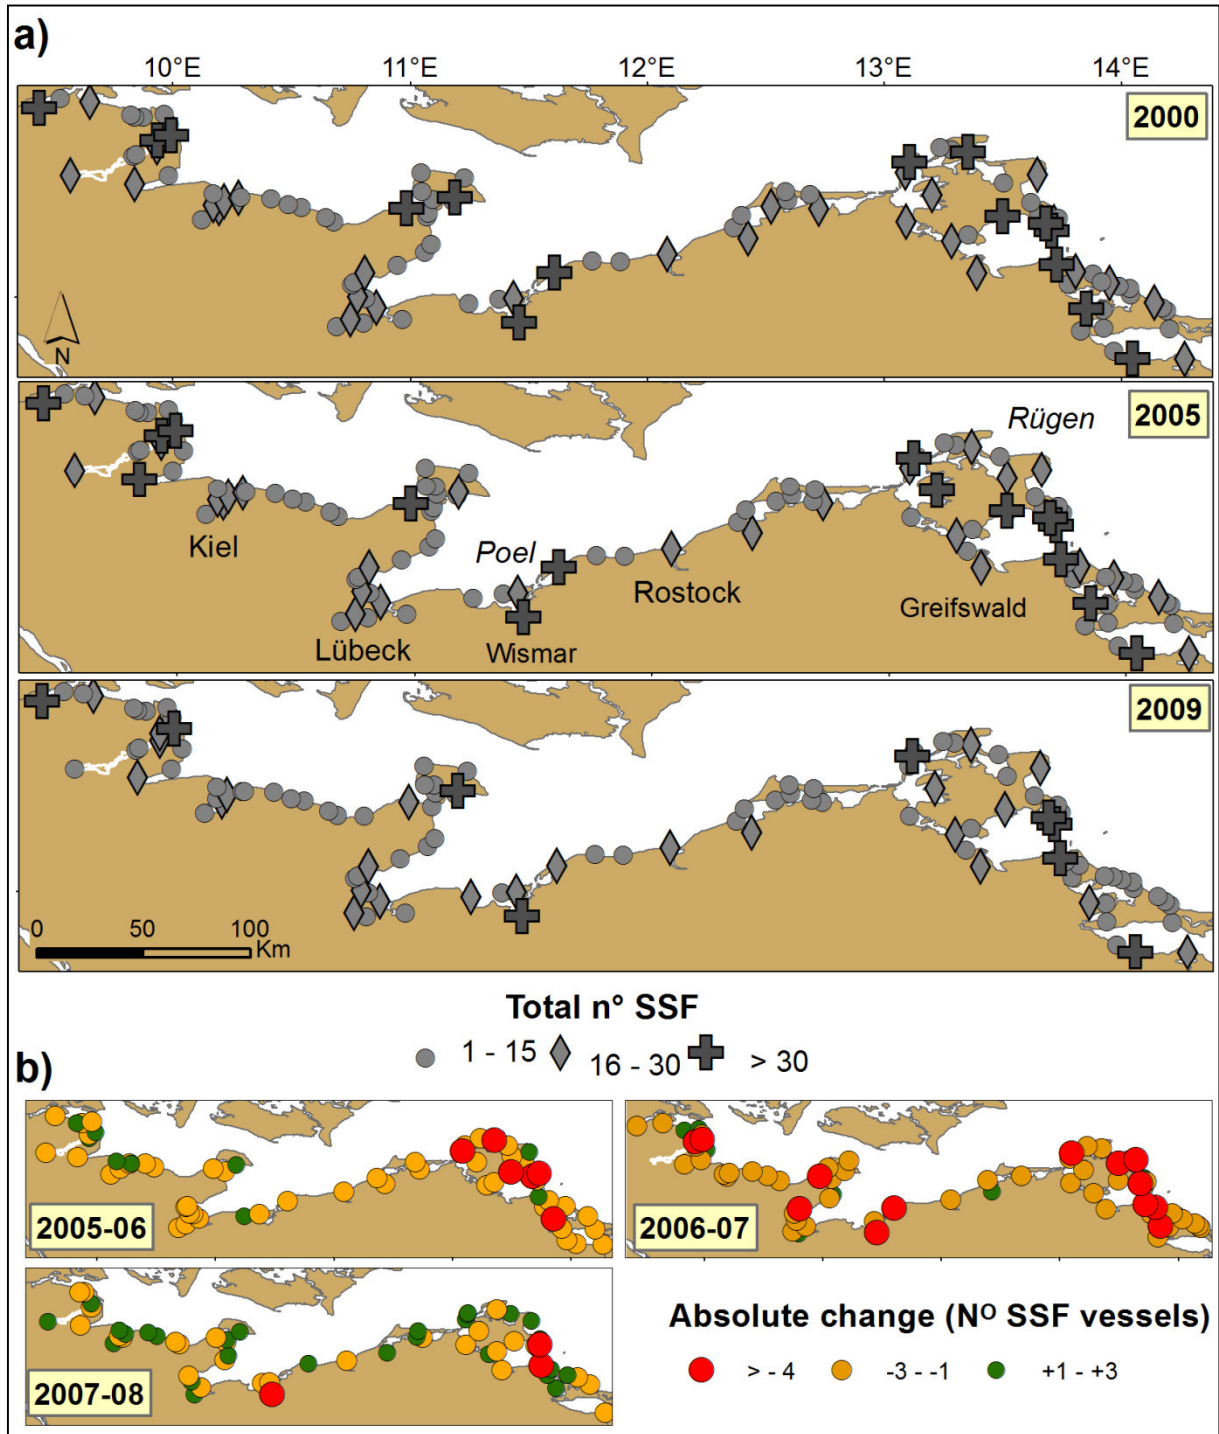 a)
10°E 11°E 12°E 13°E 14°E
2000
N
2005
Rügen
Kiel
Poel
Rostock
Greifswald
Lübeck
Wismar
2009
0 50 100
Km
Total n° SSF
1 - 15 16 - 30 > 30
b)
2005-06
2006-07
2007-08
Absolute change (Nº SSF vessels)
> - 4 -3 - -1 +1 - +3